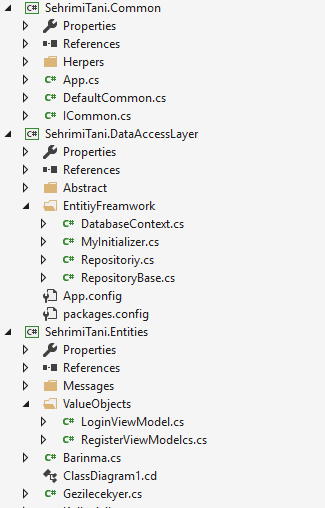 C# SehrimiTani.Common
Properties
References
Herpers
C# App.cs
C# DefaultCommon.cs
C# ICommon.cs
C# SehrimiTani.DataAccessLayer
Properties
References
Abstract
EntitiyFreamwork
C# DatabaseContext.cs
C# MyInitializer.cs
C# Repositoriy.cs
C# RepositoryBase.cs
App.config
packages.config
C# SehrimiTani.Entities
Properties
References
Messages
ValueObjects
C# LoginViewModel.cs
C# RegisterViewModelcs.cs
C# Barinma.cs
ClassDiagram1.cd
C# Gezilecekyer.cs